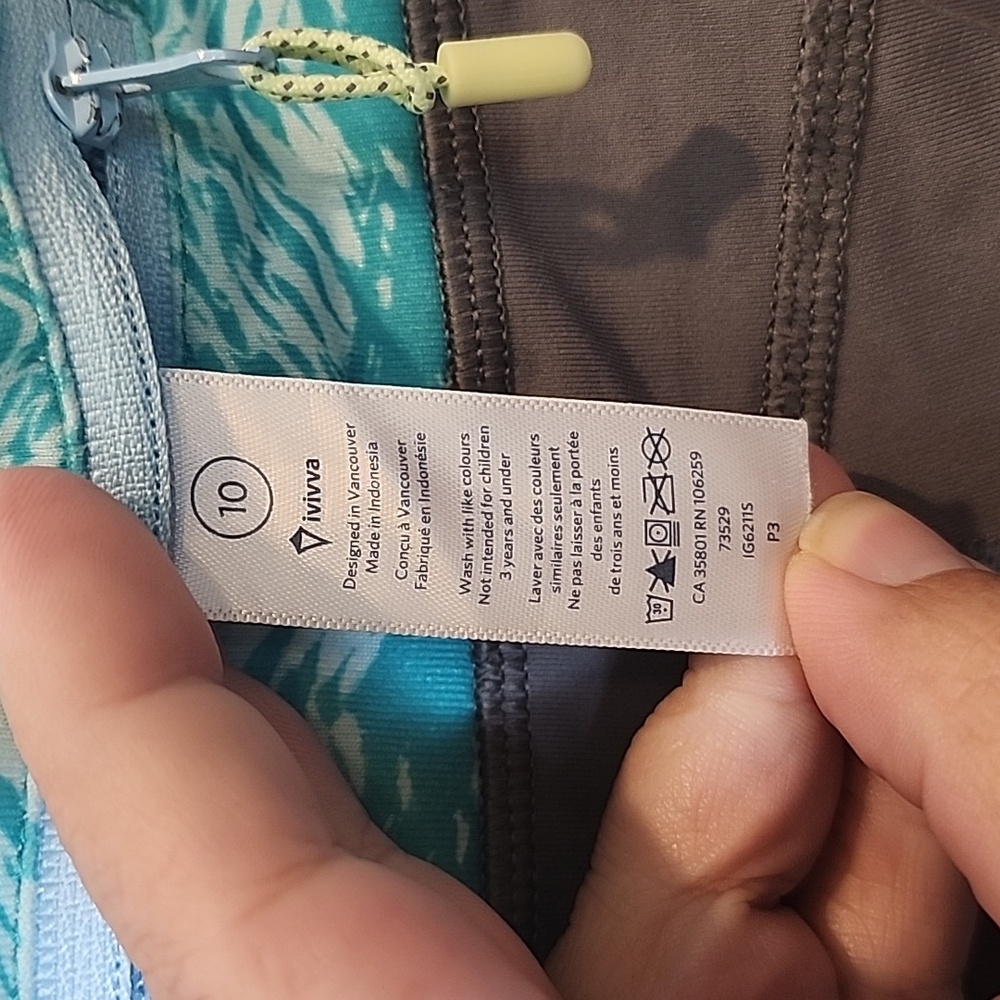 10
ivivva
Designed in Vancouver
Made in Indonesia
Conçu à Vancouver
Fabriqué en Indonésie
Wash with like colours
Not intended for children
3 years and under
Laver avec des couleurs
similaires seulement
Ne pas laisser à la portée
des enfants
de trois ans et moins
30
CA 35801 RN 106259
73529
IG6211S
P3